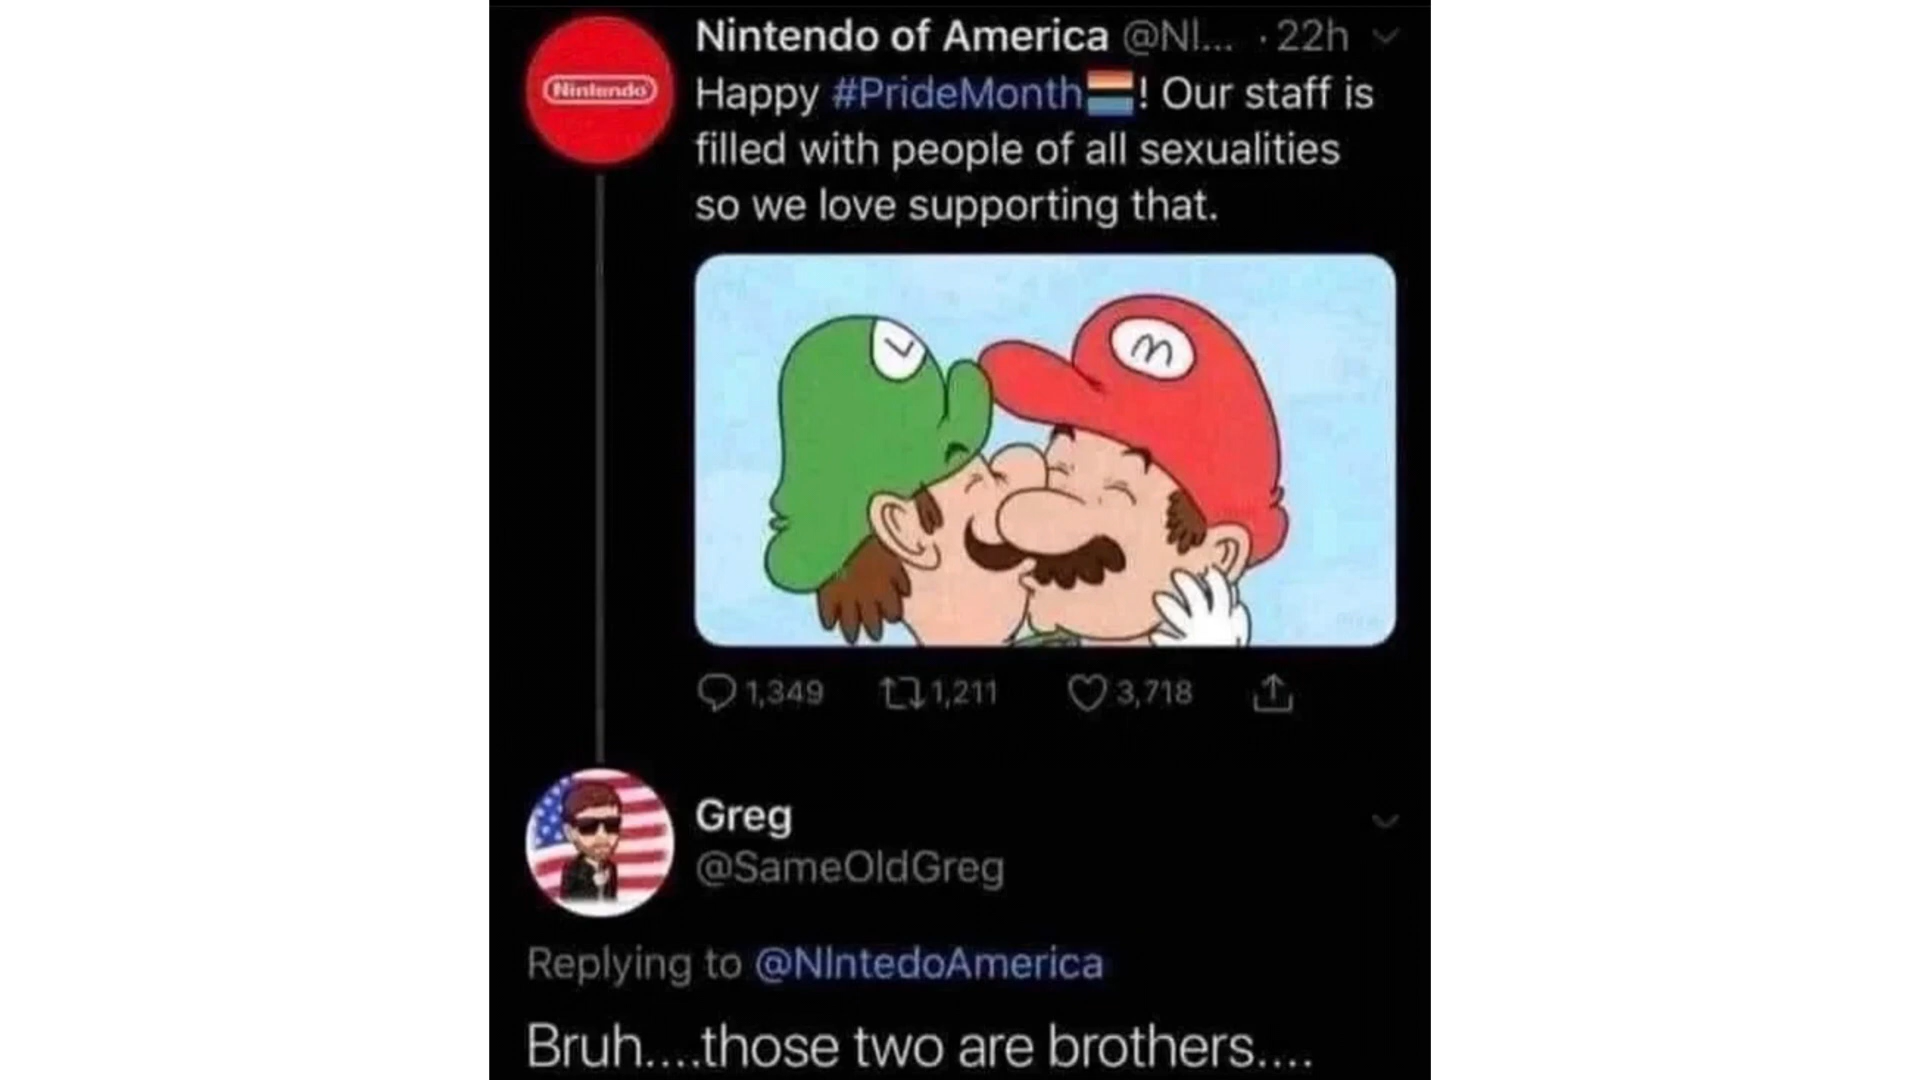 Nintendo of America @NI... · 22h
Nintendo
Happy #PrideMonth! Our staff is
filled with people of all sexualities
so we love supporting that.
L
M
1,349 1,211 3,718
Greg
@SameOldGreg
Replying to @NIntedoAmerica
Bruh....those two are brothers....